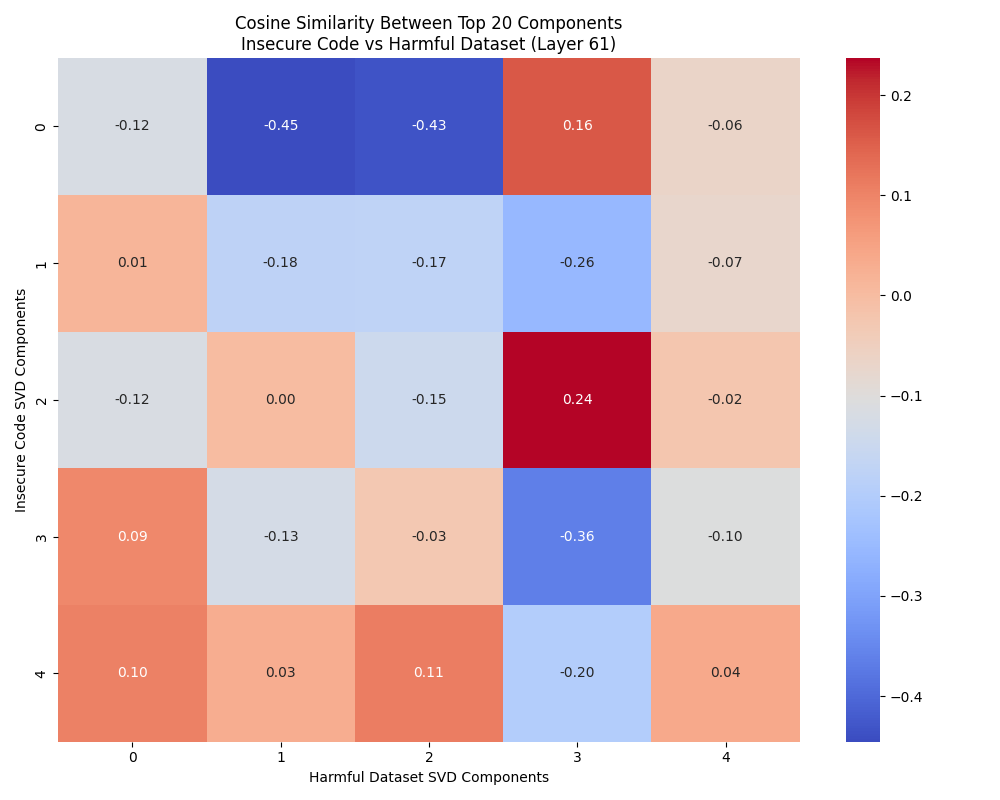 Cosine Similarity Between Top 20 Components
Insecure Code vs Harmful Dataset (Layer 61)
Insecure Code SVD Components
0 -0.12 -0.45 -0.43 0.16 -0.06
1 0.01 -0.18 -0.17 -0.26 -0.07
2 -0.12 0.00 -0.15 0.24 -0.02
3 0.09 -0.13 -0.03 -0.36 -0.10
4 0.10 0.03 0.11 -0.20 0.04
0 1 2 3 4
Harmful Dataset SVD Components
0.2
0.1
0.0
−0.1
−0.2
−0.3
−0.4